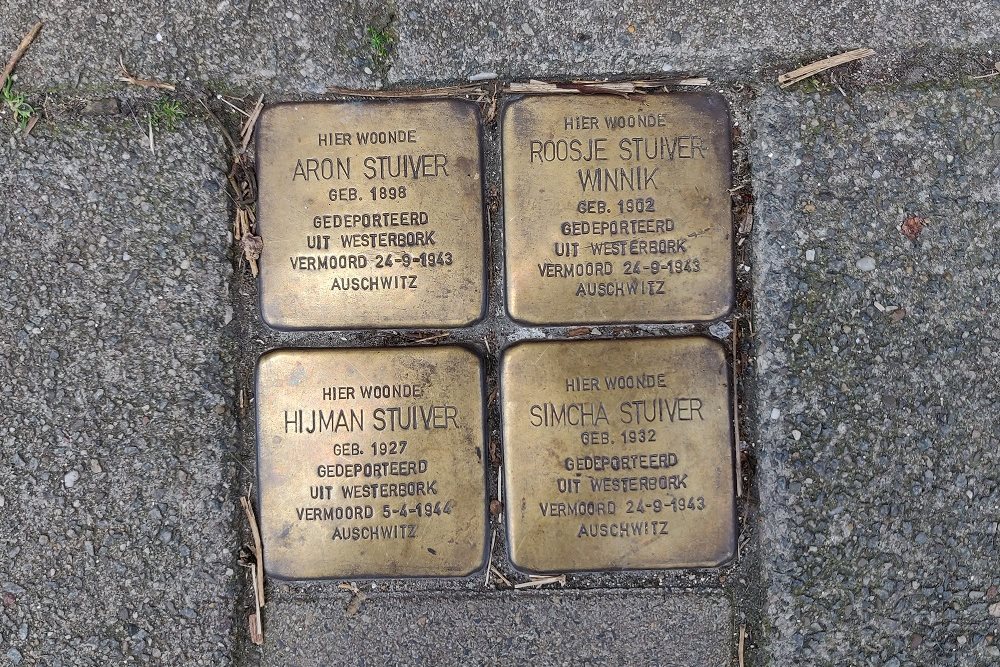 HIER WOONDE
ARON STUIVER
GEB. 1898
GEDEPORTEERD
UIT WESTERBORK
VERMOORD 24-9-1943
AUSCHWITZ
HIER WOONDE
ROOSJE STUIVER
WINNIK
GEB. 1902
GEDEPORTEERD
UIT WESTERBORK
VERMOORD 24-9-1943
AUSCHWITZ
HIER WOONDE
HIJMAN STUIVER
GEB. 1927
GEDEPORTEERD
UIT WESTERBORK
VERMOORD 5-4-1944
AUSCHWITZ
HIER WOONDE
SIMCHA STUIVER
GEB. 1932
GEDEPORTEERD
UIT WESTERBORK
VERMOORD 24-9-1943
AUSCHWITZ